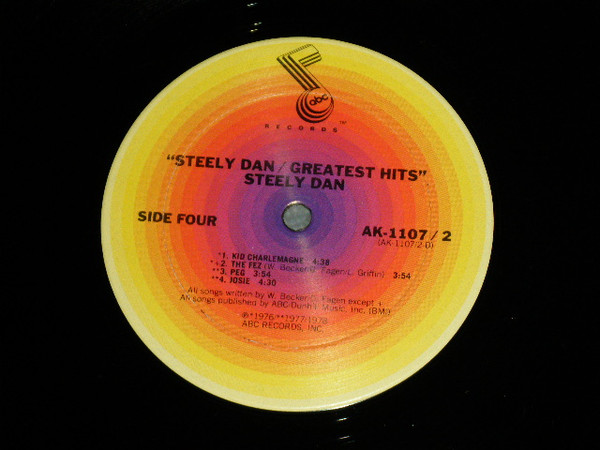 abc
RECORDS™
"STEELY DAN / GREATEST HITS"
STEELY DAN
SIDE FOUR
AK-1107 / 2
(AK-1107/2-D)
*1. KID CHARLEMAGNE 4:38
†*2. THE FEZ (W. Becker/D. Fagen/L. Griffin) 3:54
**3. PEG 3:54
**4. JOSIE 4:30
All songs written by W. Becker/D. Fagen except †
All songs published by ABC-Dunhill Music, Inc. (BMI)
℗*1976/**1977/1978
ABC RECORDS, INC.